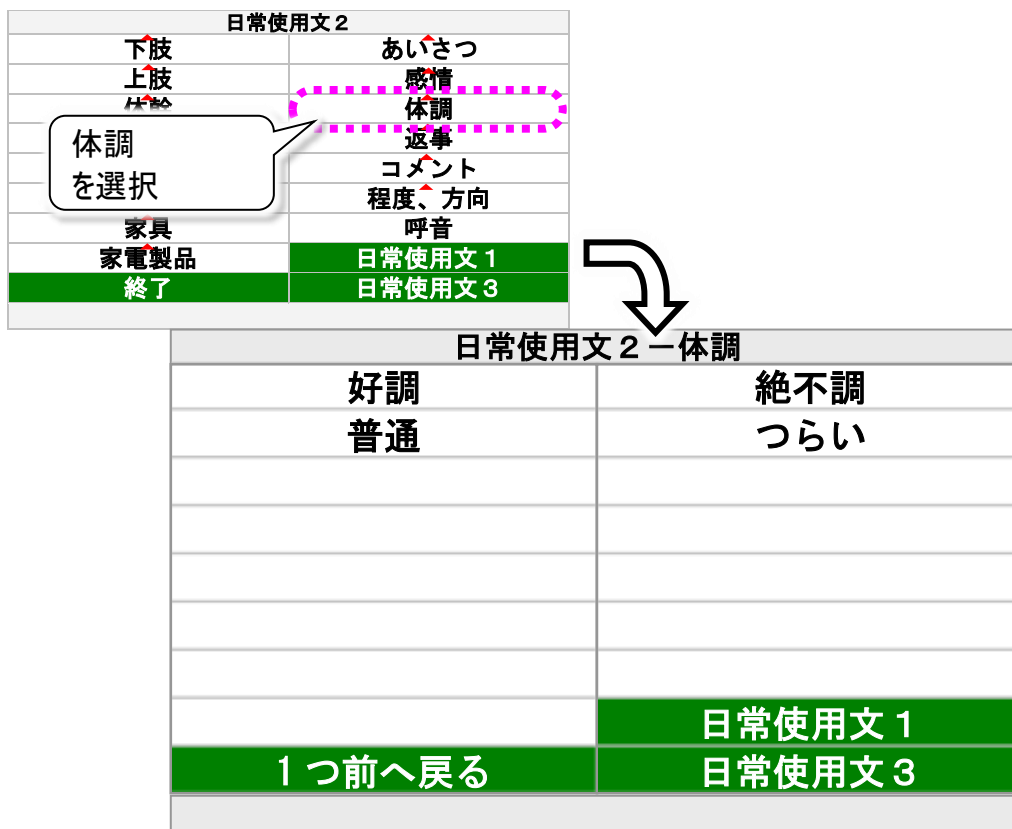 日常使用文２
下肢 あいさつ
上肢 感情
体幹 体調
返事
コメント
程度、方向
家具 呼音
家電製品 日常使用文１
終了 日常使用文３
体調
を選択
日常使用文２－体調
好調 絶不調
普通 つらい
日常使用文１
１つ前へ戻る 日常使用文３